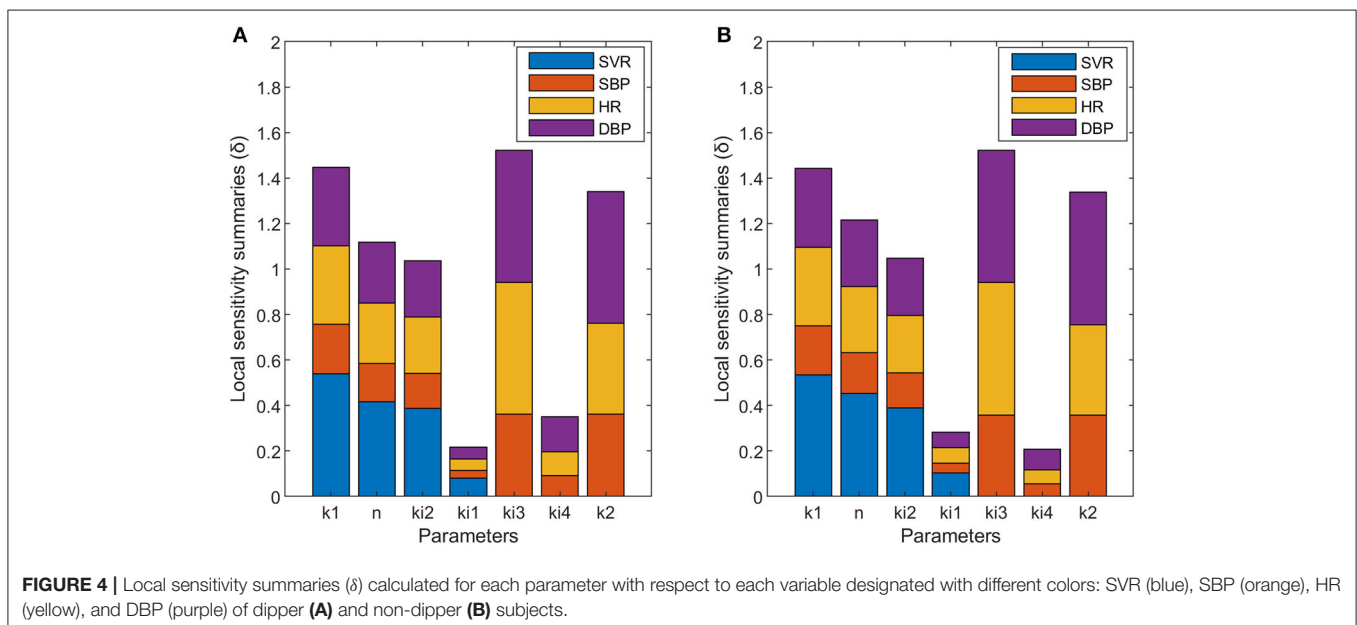 A
2
1.8
1.6
1.4
1.2
1
0.8
0.6
0.4
0.2
0
Local sensitivity summaries (δ)
SVR
SBP
HR
DBP
k1 n ki2 ki1 ki3 ki4 k2
Parameters
B
2
1.8
1.6
1.4
1.2
1
0.8
0.6
0.4
0.2
0
Local sensitivity summaries (δ)
SVR
SBP
HR
DBP
k1 n ki2 ki1 ki3 ki4 k2
Parameters
FIGURE 4 | Local sensitivity summaries (δ) calculated for each parameter with respect to each variable designated with different colors: SVR (blue), SBP (orange), HR
(yellow), and DBP (purple) of dipper (A) and non-dipper (B) subjects.